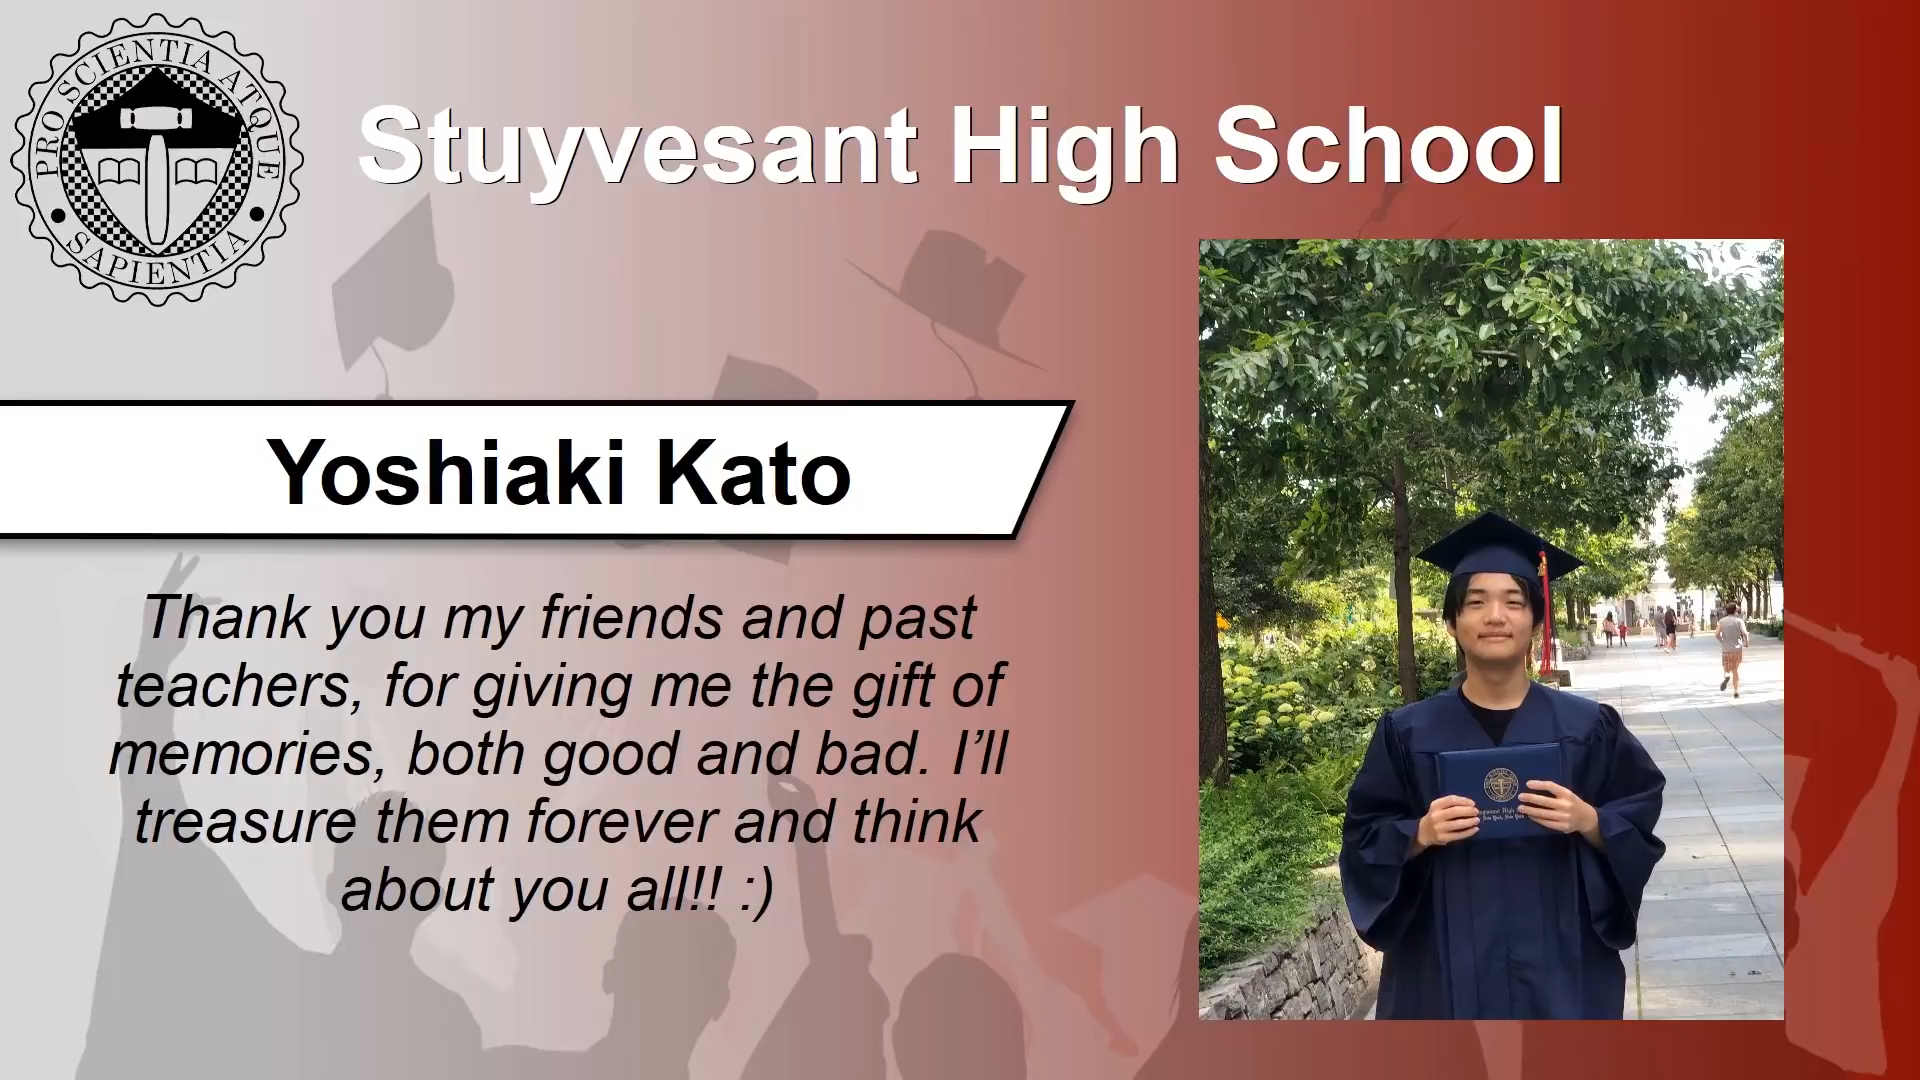 PRO SCIENTIA ATQUE
SAPIENTIA
Stuyvesant High School
Yoshiaki Kato
Thank you my friends and past
teachers, for giving me the gift of
memories, both good and bad. I’ll
treasure them forever and think
about you all!! :)